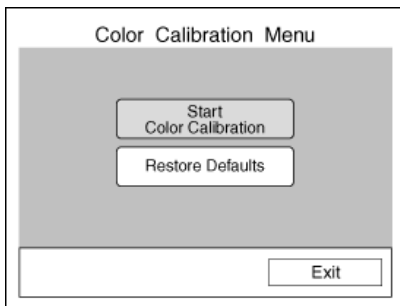 Color Calibration Menu
Start
Color Calibration
Restore Defaults
Exit